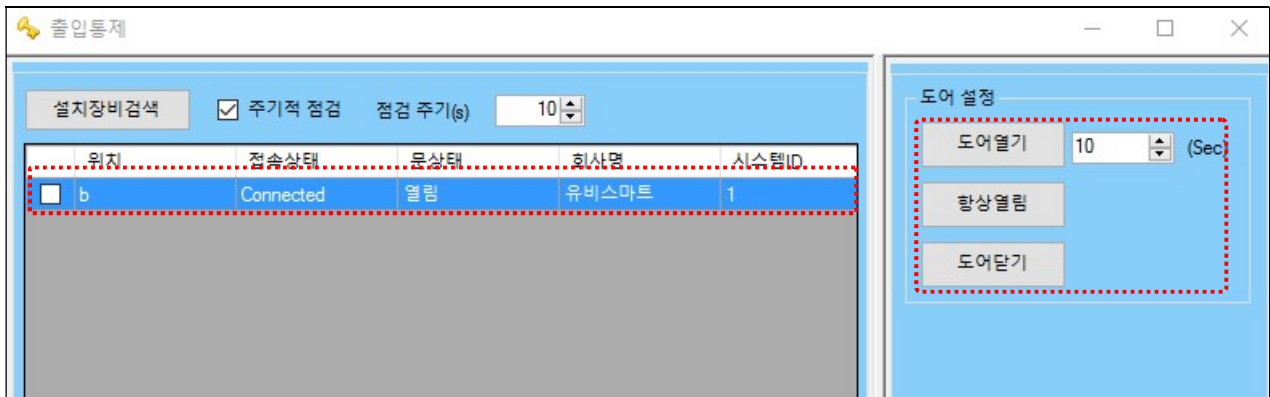 출입통제
설치장비검색 주기적 점검 점검 주기(s) 10
위치 접속상태 문상태 회사명 시스템ID
b Connected 열림 유비스마트 1
도어 설정
도어열기 10 (Sec)
항상열림
도어닫기